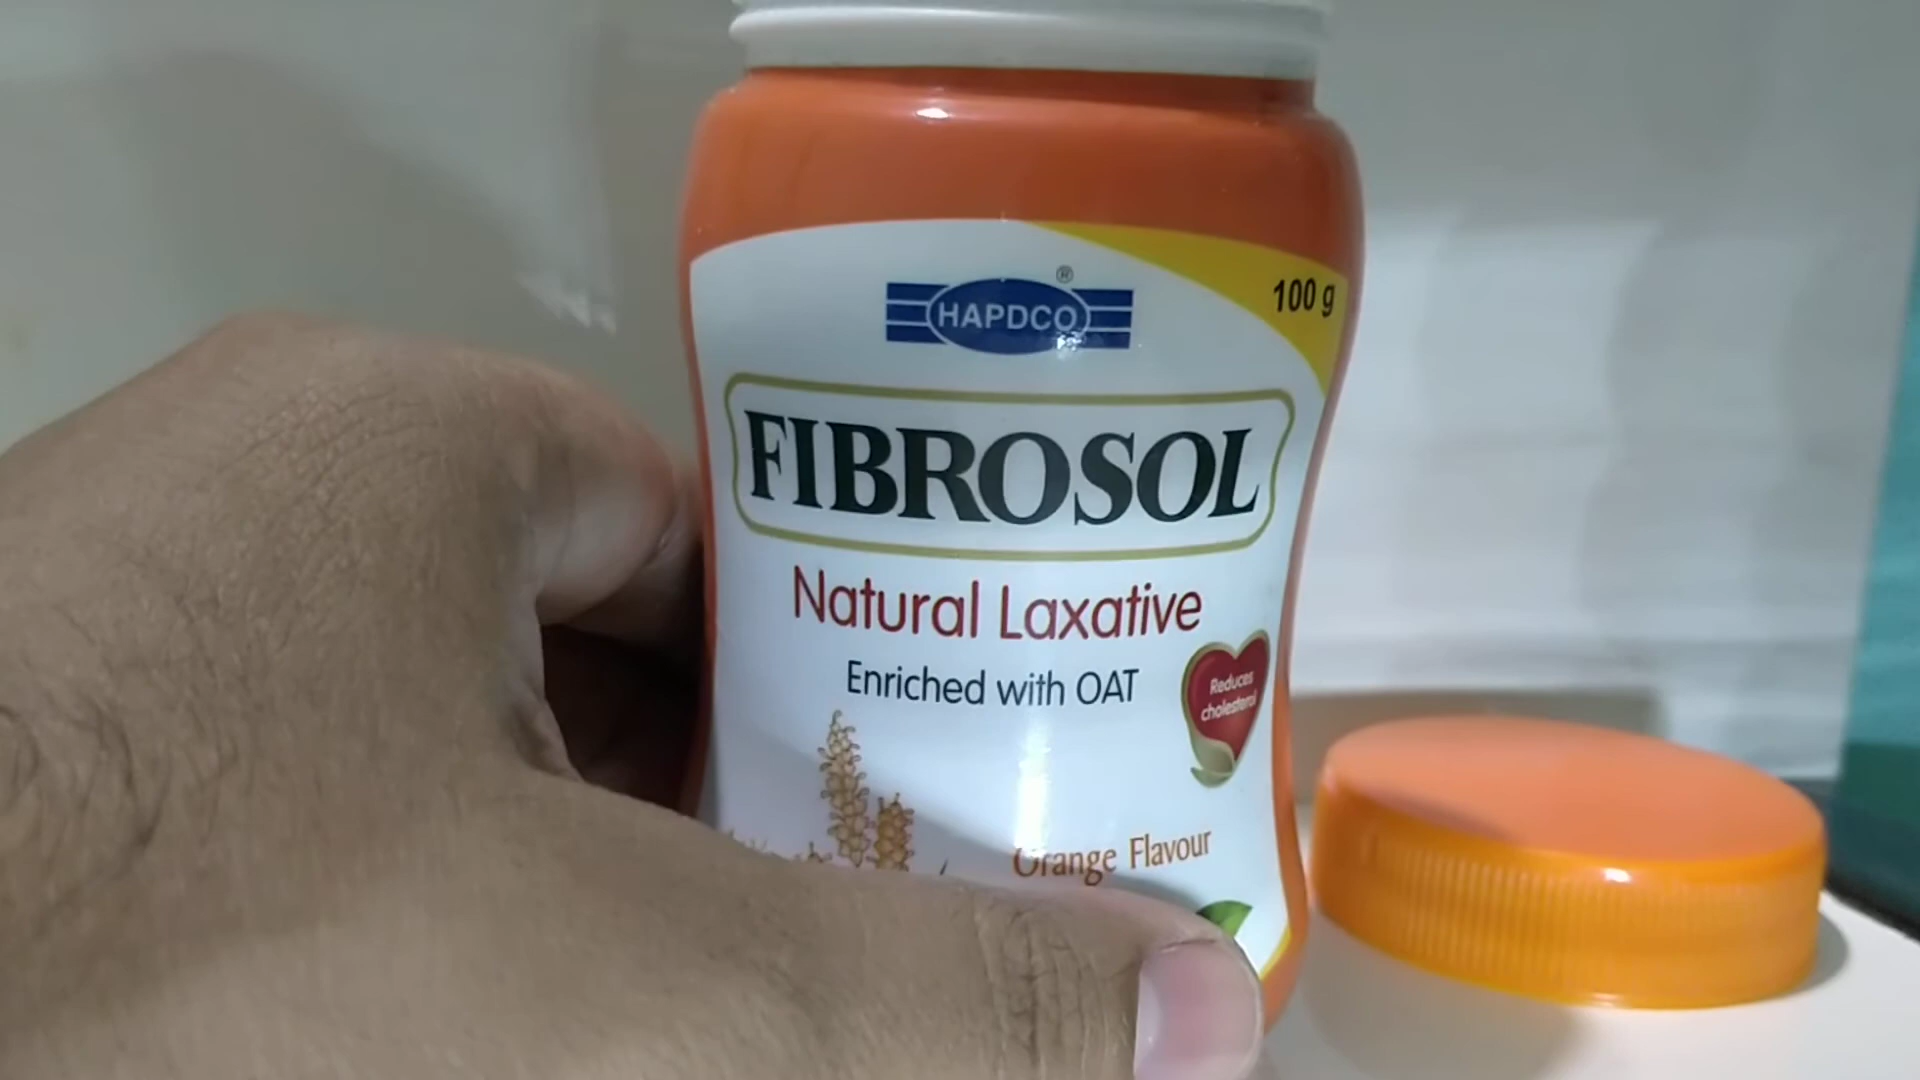 HAPDCO®
100 g
FIBROSOL
Natural Laxative
Enriched with OAT
Reduces
cholesterol
Orange Flavour